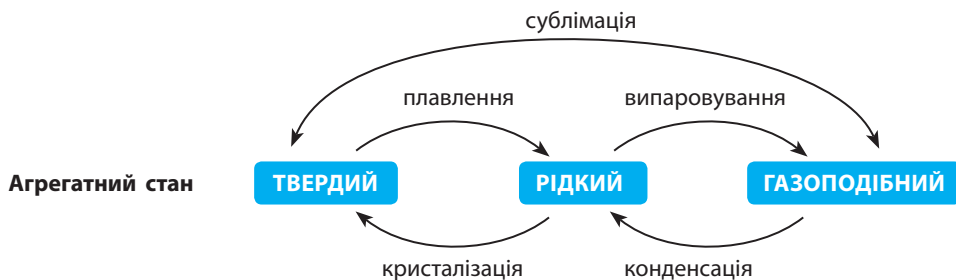 сублімація
плавлення випаровування
Агрегатний стан ТВЕРДИЙ РІДКИЙ ГАЗОПОДІБНИЙ
кристалізація конденсація